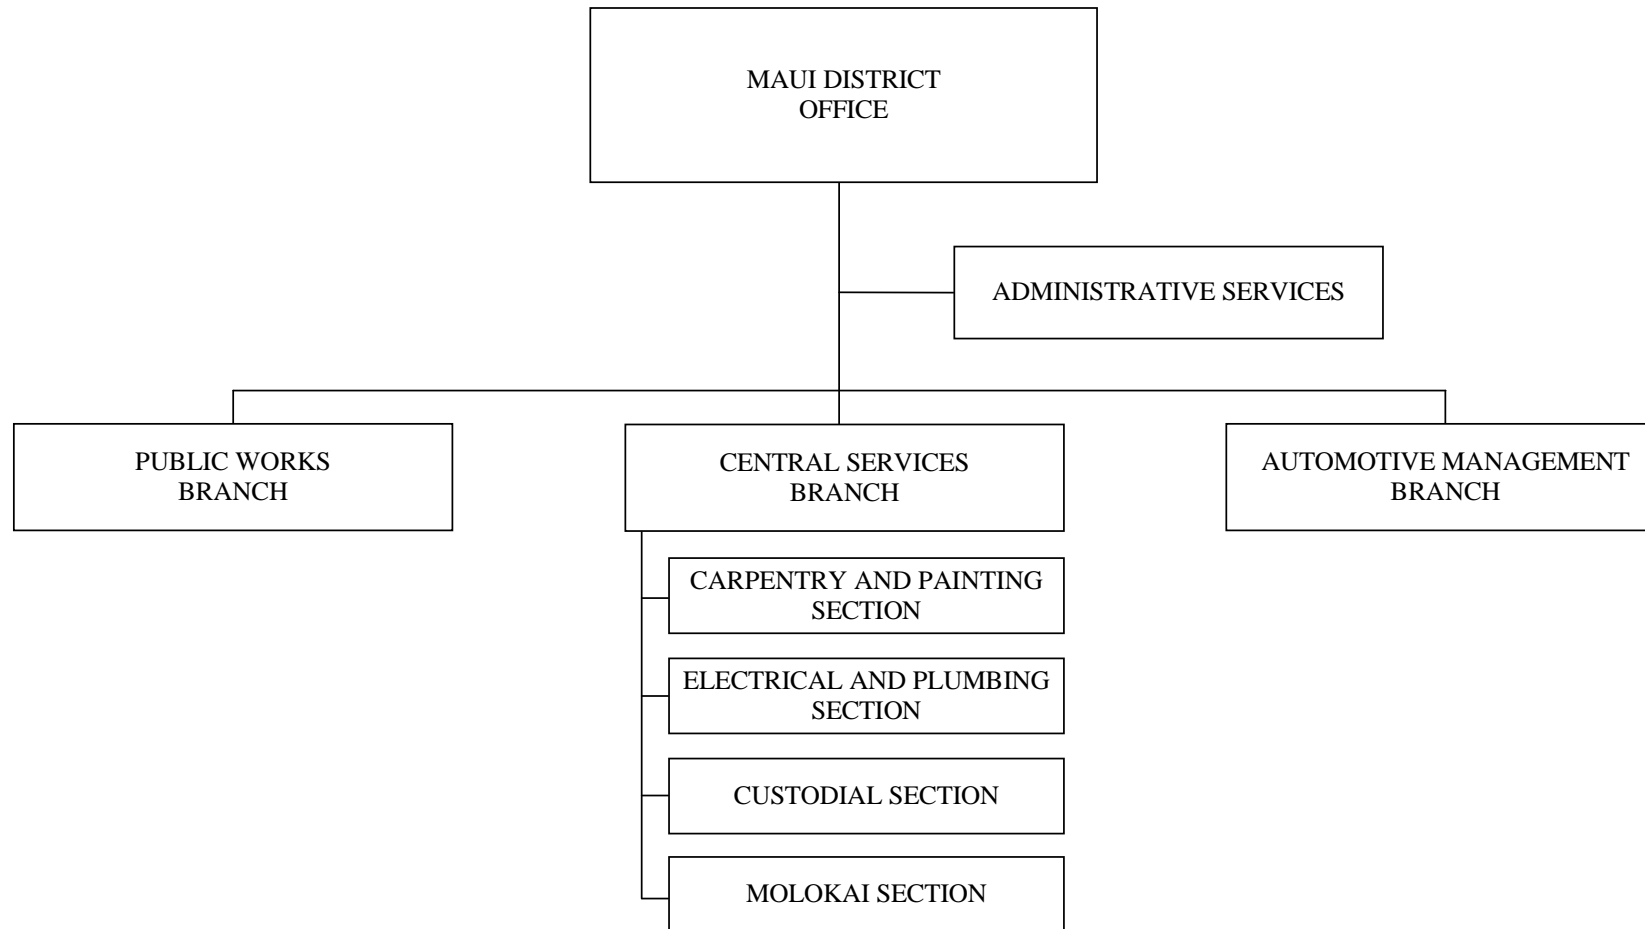 MAUI DISTRICT
OFFICE
ADMINISTRATIVE SERVICES
PUBLIC WORKS
BRANCH
CENTRAL SERVICES
BRANCH
AUTOMOTIVE MANAGEMENT
BRANCH
CARPENTRY AND PAINTING
SECTION
ELECTRICAL AND PLUMBING
SECTION
CUSTODIAL SECTION
MOLOKAI SECTION